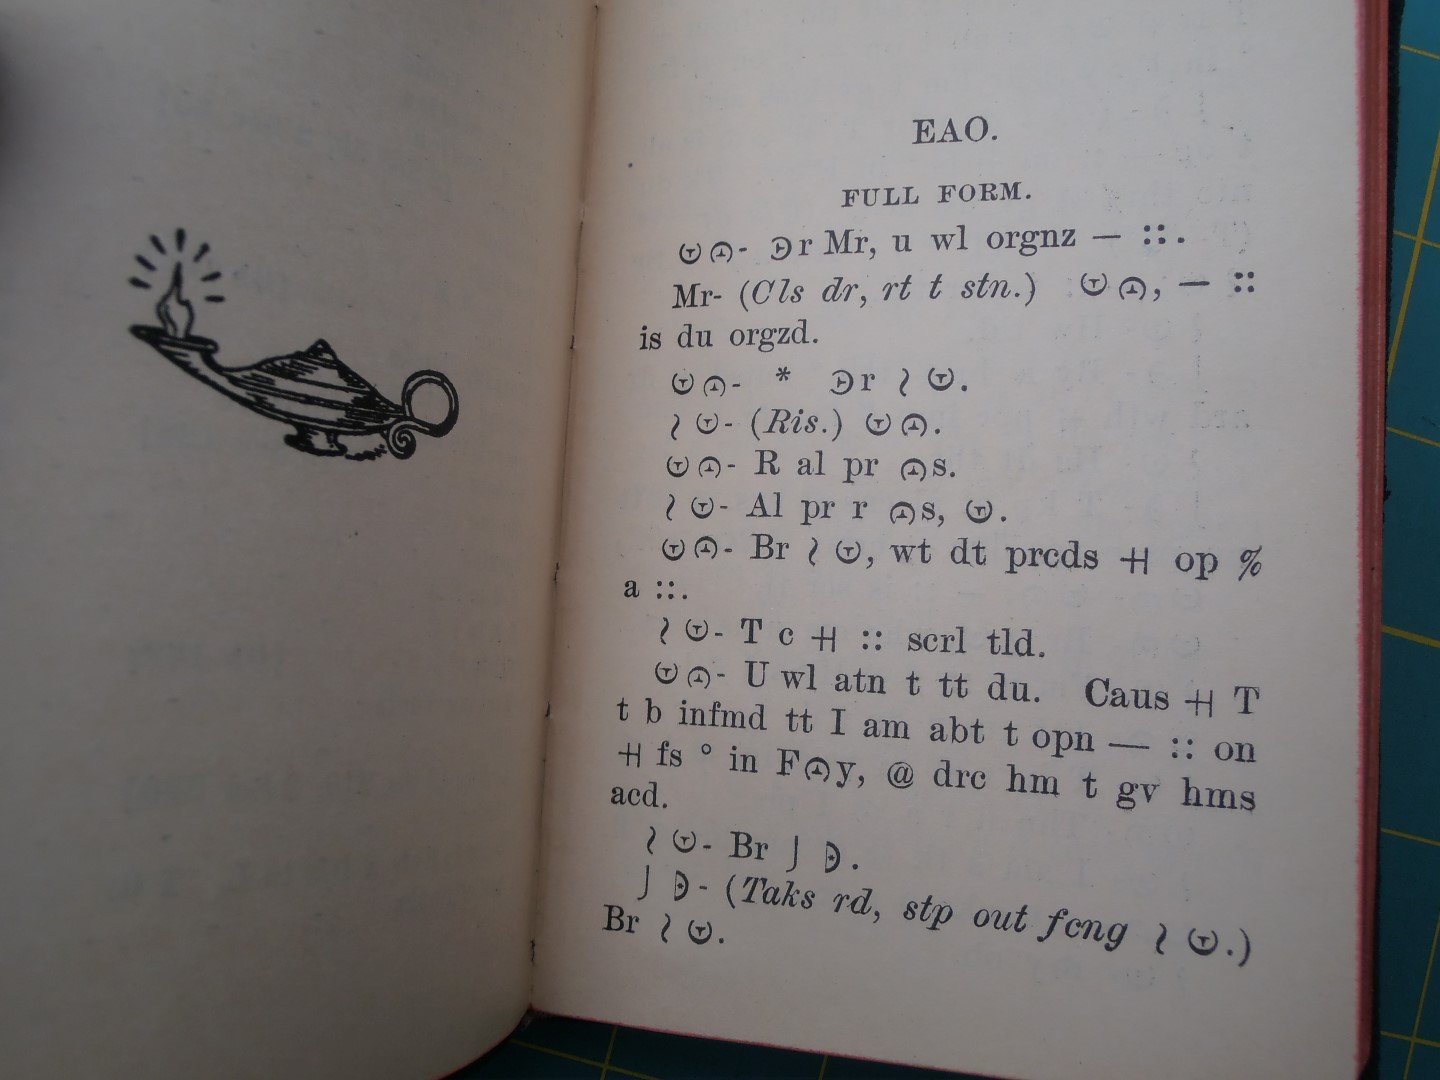 EAO.
FULL FORM.
- r Mr, u wl orgnz — ::.
Mr- (Cls dr, rt t stn.) , — ::
is du orgzd.
- * r .
- (Ris.) .
- R al pr s.
- Al pr r s, .
- Br , wt dt prcds op %
a ::.
- T c :: scrl tld.
- U wl atn t tt du. Caus T
t b infmd tt I am abt t opn — :: on
fs ° in Fy, @ drc hm t gv hms
acd.
- Br .
- (Taks rd, stp out fcng .)
Br .